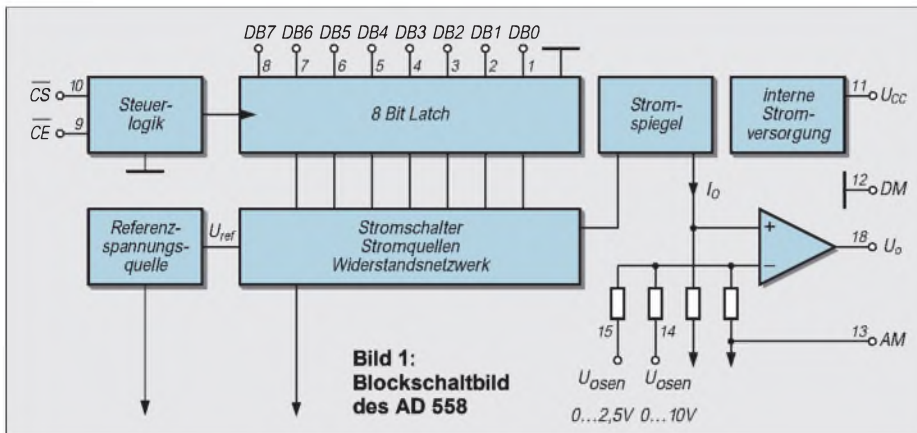 DB7 DB6 DB5 DB4 DB3 DB2 DB1 DB0
8 7 6 5 4 3 2 1
CS 10
CE 9
Steuer-
logik
8 Bit Latch
Strom-
spiegel
interne
Strom-
versorgung
11 UCC
12 DM
IO
Referenz-
spannungs-
quelle
Uref
Stromschalter
Stromquellen
Widerstandsnetzwerk
+
–
18 Uo
15 14
13 AM
Uosen Uosen
0...2,5V 0...10V
Bild 1:
Blockschaltbild
des AD 558